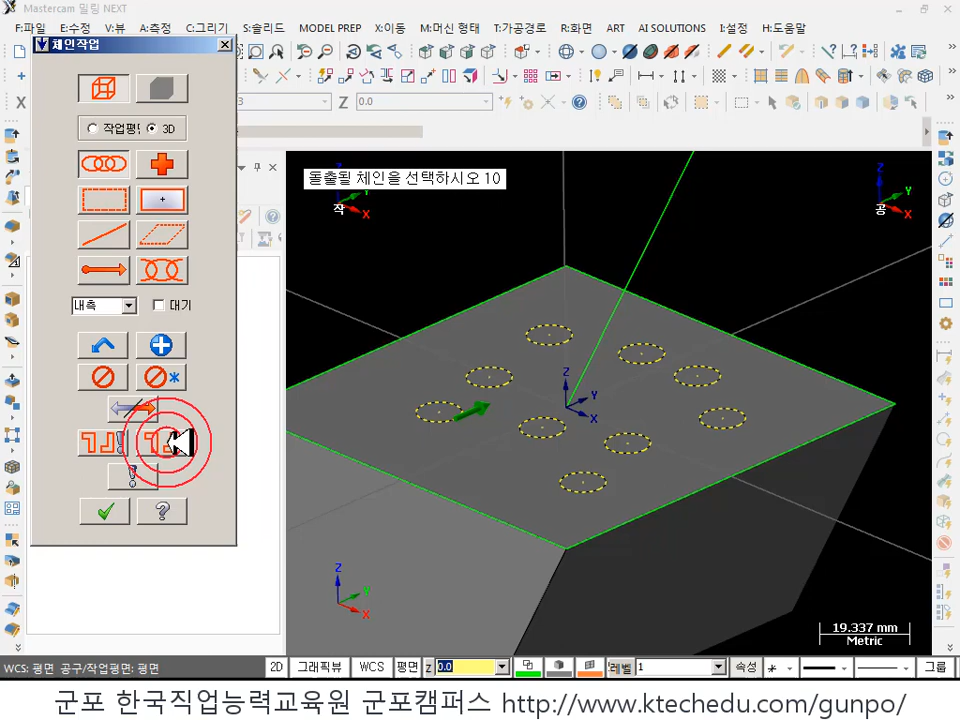 Mastercam 밀링 NEXT
F:파일 E:수정 V:뷰 A:측정 C:그리기 S:솔리드 MODEL PREP X:이동 M:머신 형태 T:가공경로 R:화면 ART AI SOLUTIONS I:설정 H:도움말
체인작업
X 3 Z 0.0
작업평면 3D
돌출될 체인을 선택하시오 10
작 Y X
Z 공 Y X
내측 대기
Z Y X
Z Y X
19.337 mm
Metric
WCS: 평면 공구/작업평면: 평면 2D 그래픽뷰 WCS 평면 Z 0.0 레벨 1 속성 그룹
군포 한국직업능력교육원 군포캠퍼스 http://www.ktechedu.com/gunpo/